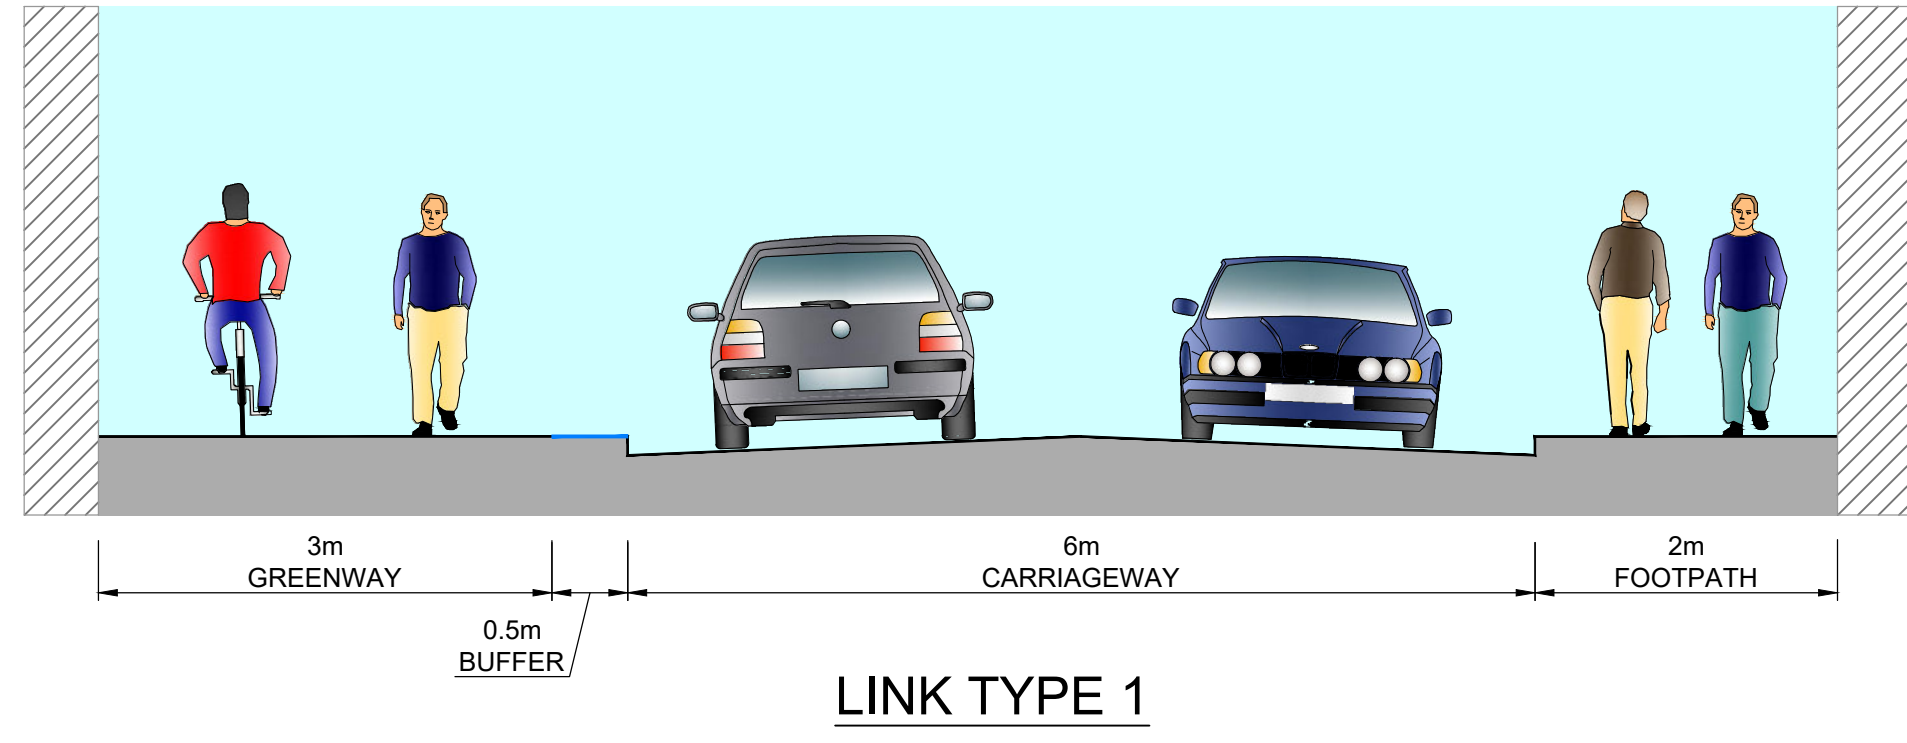 3m
GREENWAY
6m
CARRIAGEWAY
2m
FOOTPATH
0.5m
BUFFER
LINK TYPE 1